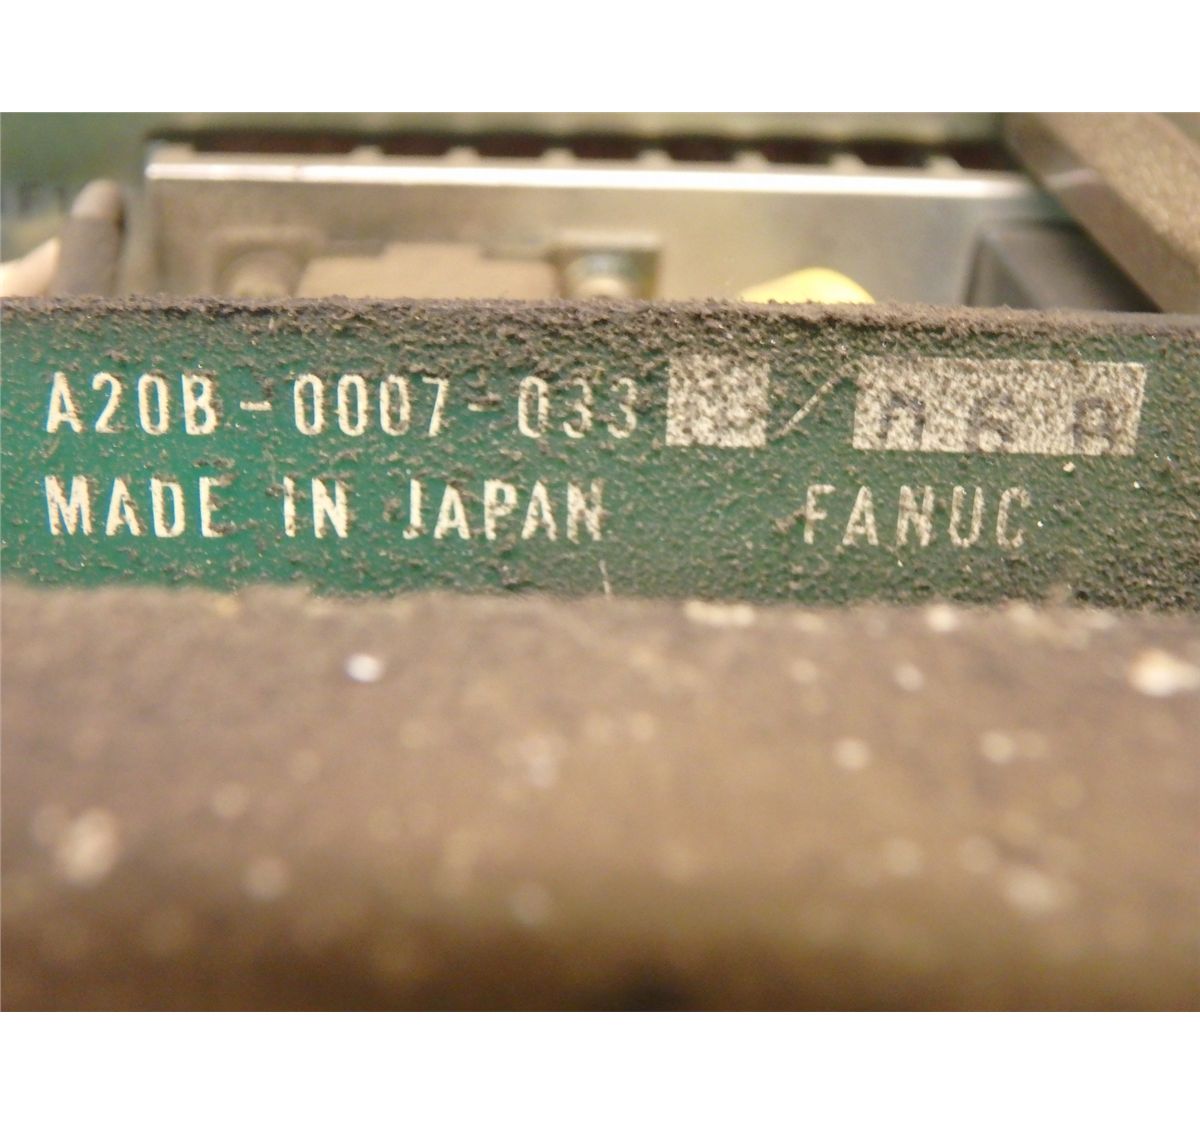 A20B-0007-033
MADE IN JAPAN FANUC